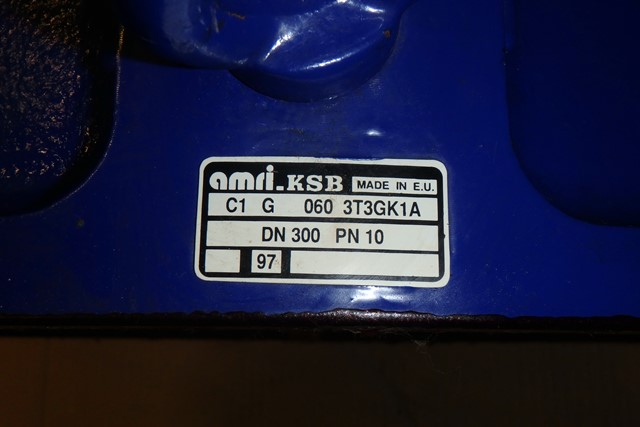 amri-KSB MADE IN E.U.
C1 G 060 3T3GK1A
DN 300 PN 10
97